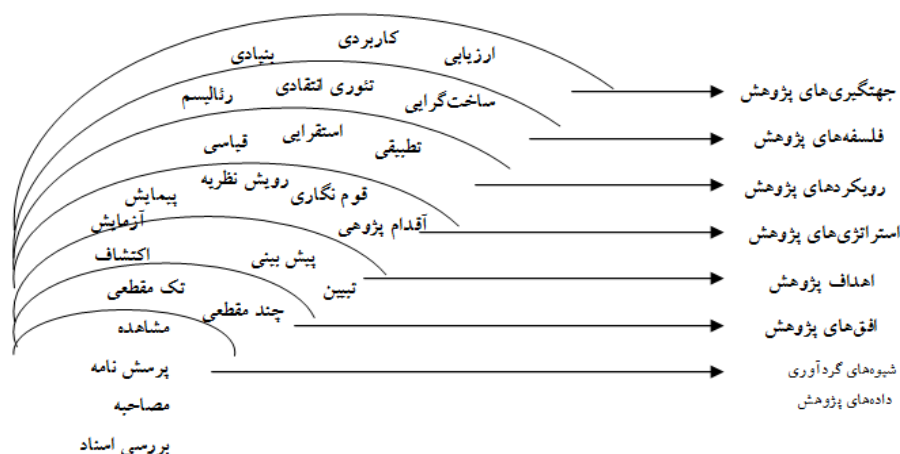 کاربردی
ارزیابی
بنیادی
جهتگیری‌های پژوهش
تئوری انتقادی
رئالیسم
ساخت‌گرایی
فلسفه‌های پژوهش
استقرایی
قیاسی
تطبیقی
رویکردهای پژوهش
رویش نظریه
قوم نگاری
پیمایش
آزمایش
آقدام پژوهی
استراتژی‌های پژوهش
پیش بینی
اکتشاف
تبیین
اهداف پژوهش
تک مقطعی
چند مقطعی
افق‌های پژوهش
مشاهده
پرسش نامه
مصاحبه
بررسی اسناد
شیوه‌های گردآوری
داده‌های پژوهش